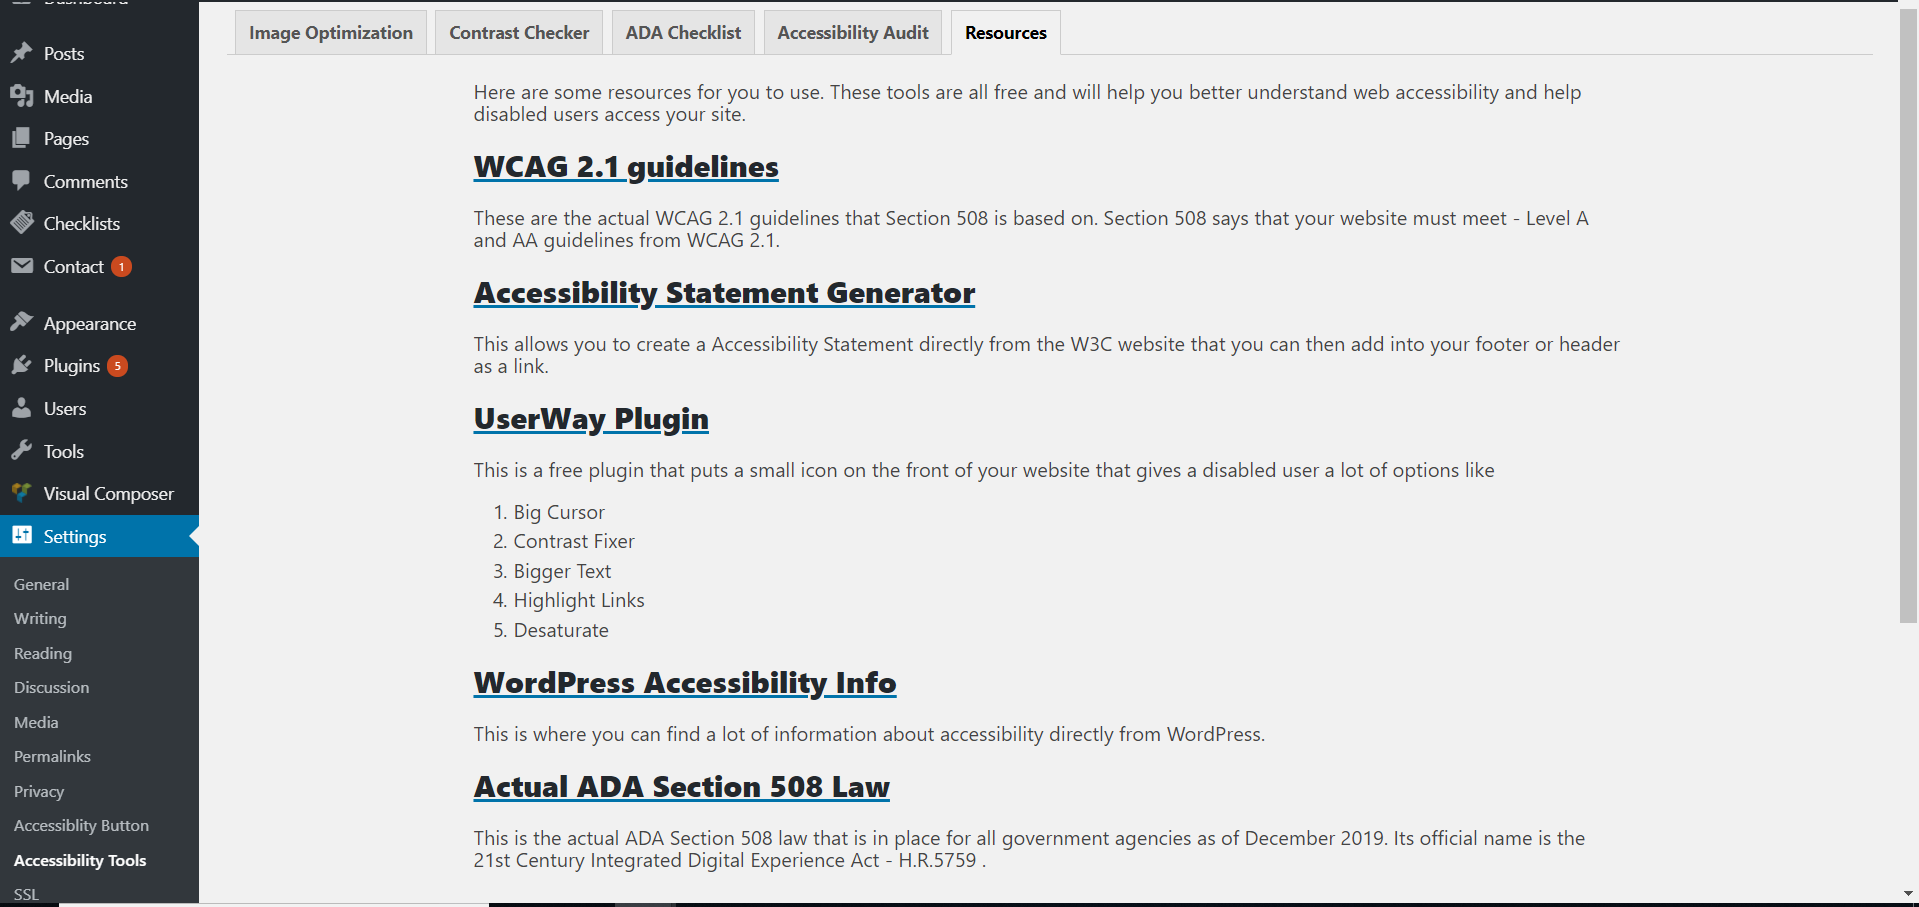 Dashboard
Posts
Media
Pages
Comments
Checklists
Contact 1
Appearance
Plugins 5
Users
Tools
Visual Composer
Settings
General
Writing
Reading
Discussion
Media
Permalinks
Privacy
Accessiblity Button
Accessibility Tools
SSL
Image Optimization
Contrast Checker
ADA Checklist
Accessibility Audit
Resources
Here are some resources for you to use. These tools are all free and will help you better understand web accessibility and help
disabled users access your site.
WCAG 2.1 guidelines
These are the actual WCAG 2.1 guidelines that Section 508 is based on. Section 508 says that your website must meet - Level A
and AA guidelines from WCAG 2.1.
Accessibility Statement Generator
This allows you to create a Accessibility Statement directly from the W3C website that you can then add into your footer or header
as a link.
UserWay Plugin
This is a free plugin that puts a small icon on the front of your website that gives a disabled user a lot of options like
1. Big Cursor
2. Contrast Fixer
3. Bigger Text
4. Highlight Links
5. Desaturate
WordPress Accessibility Info
This is where you can find a lot of information about accessibility directly from WordPress.
Actual ADA Section 508 Law
This is the actual ADA Section 508 law that is in place for all government agencies as of December 2019. Its official name is the
21st Century Integrated Digital Experience Act - H.R.5759 .